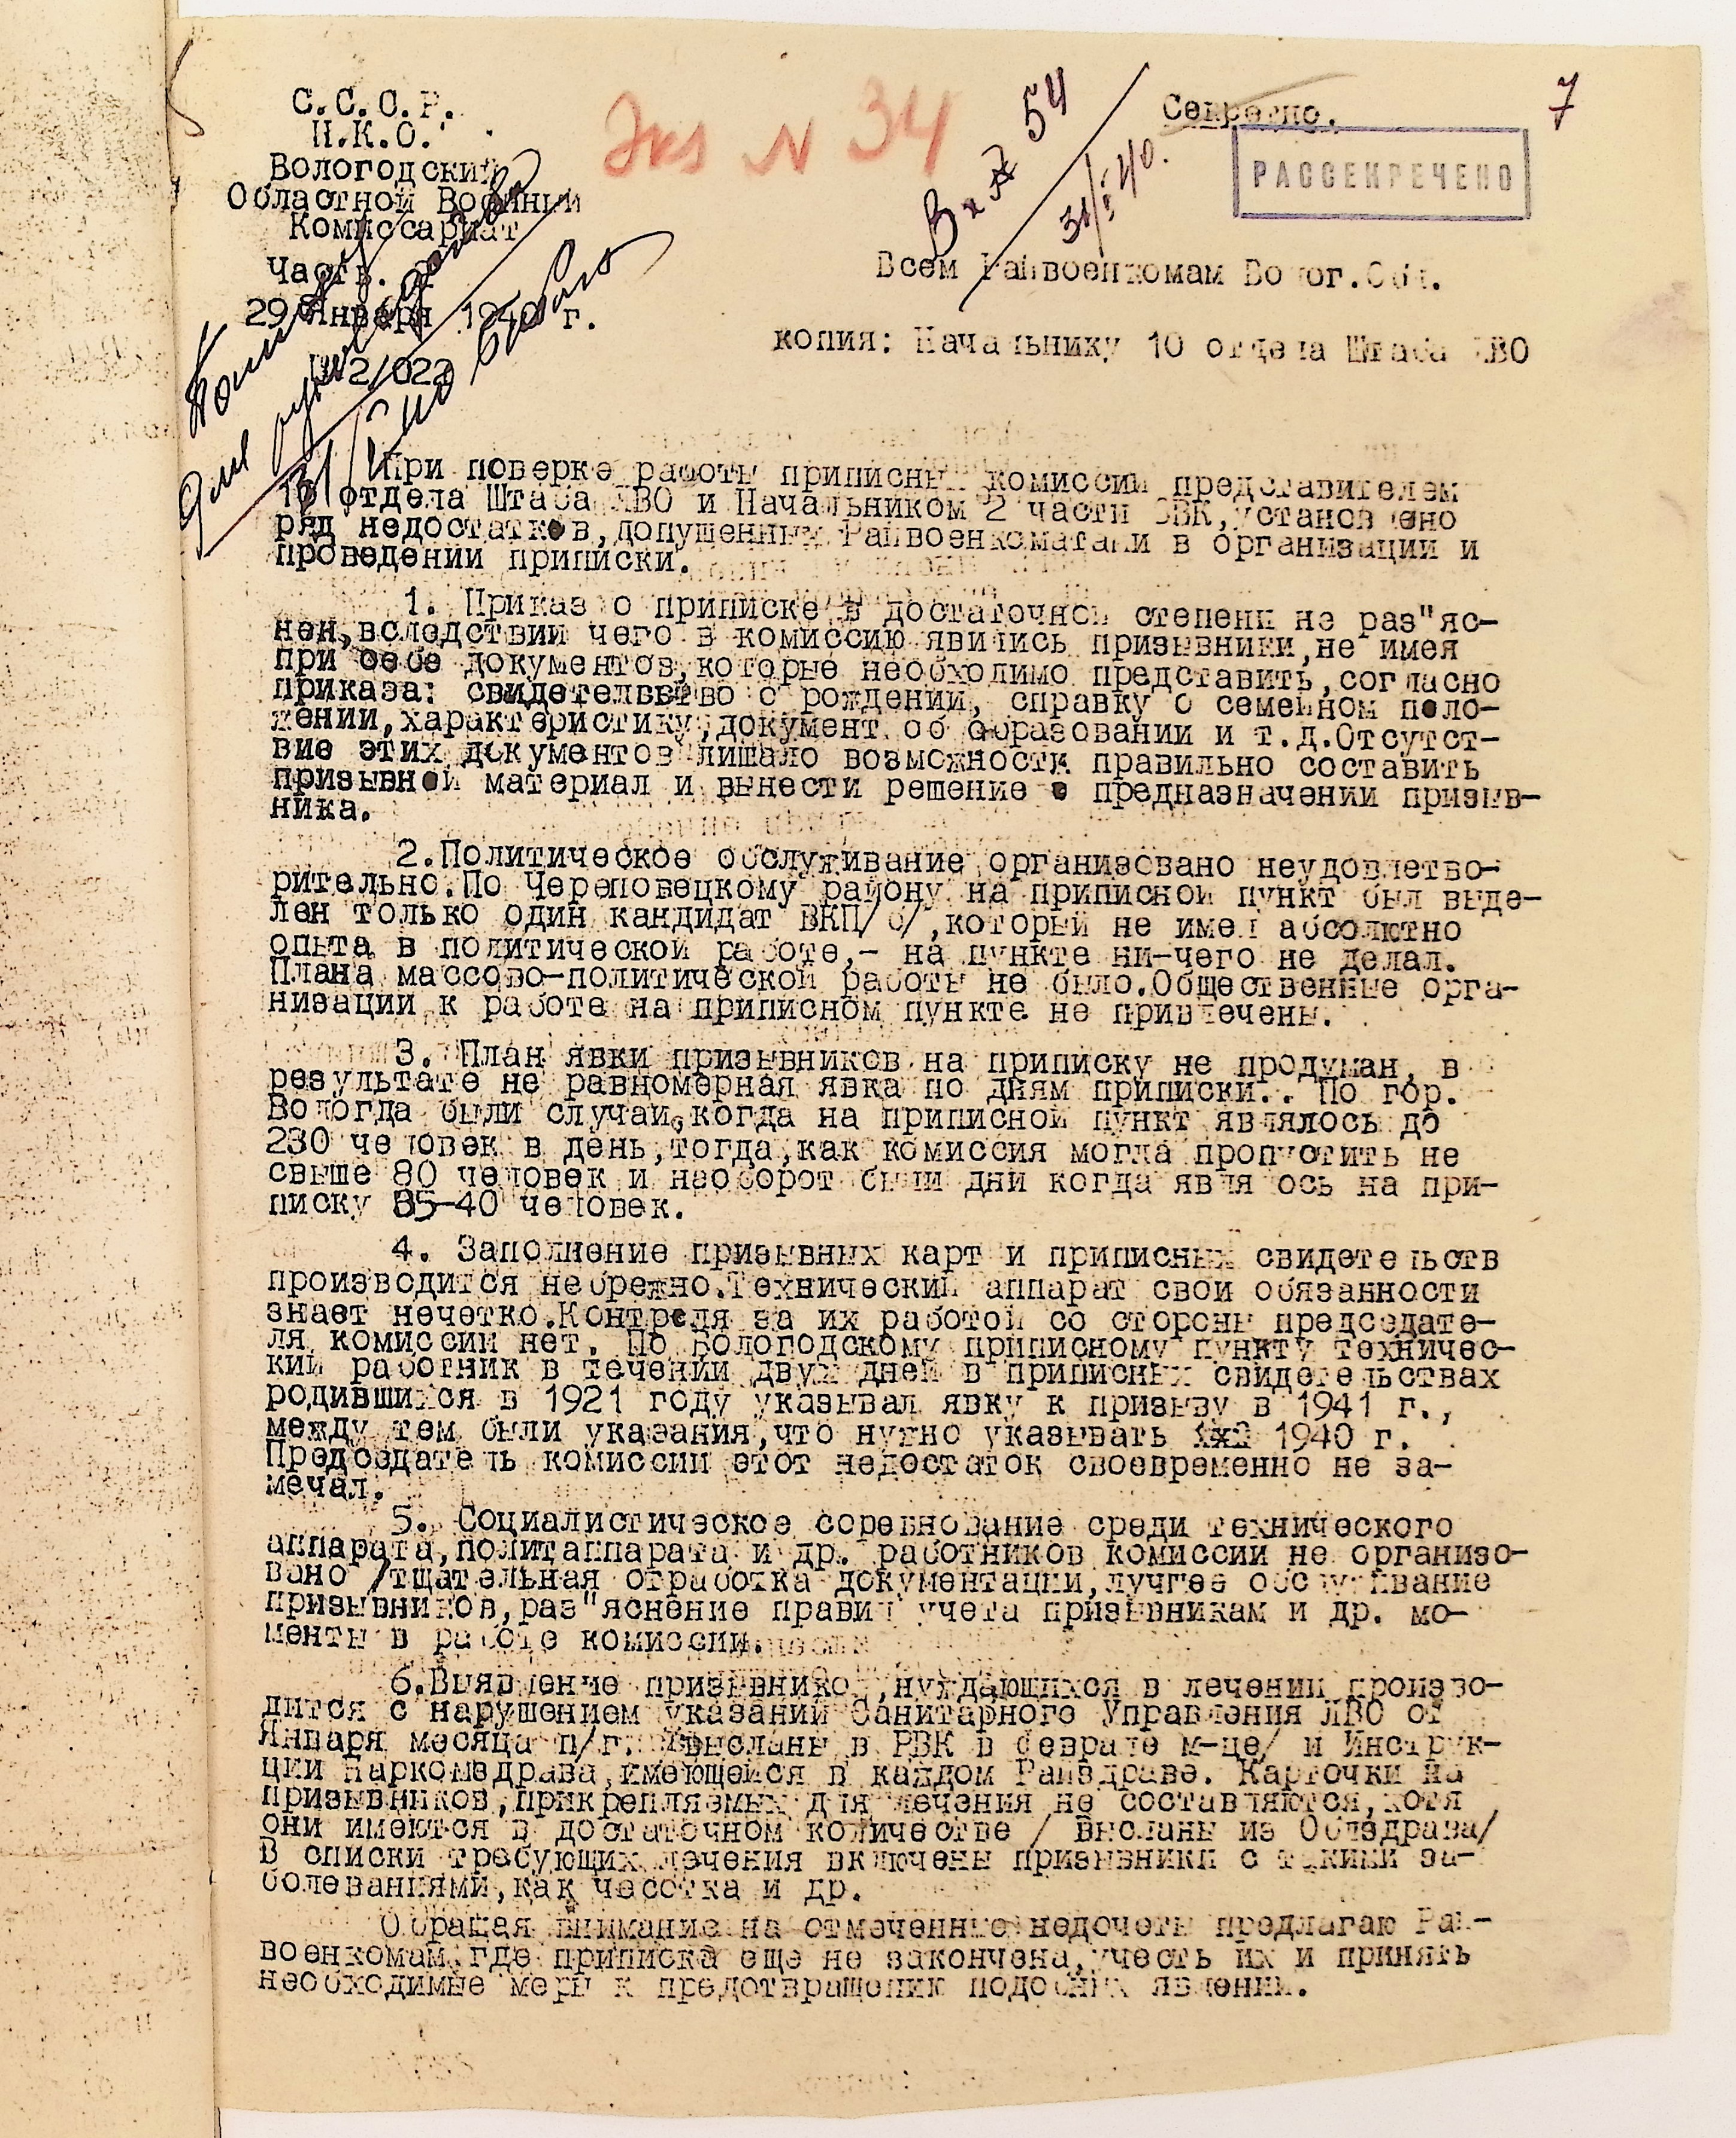 С.С.С.Р.
Н.К.О.
Вологодский
Областной Военный
Комиссариат
Часть.
29 Января 1940 г.
№2/022
Экз N 34
Вх № 54
31/I 40.
Секретно.
7
РАССЕКРЕЧЕНО
Всем Райвоенкомам Волог.Обл.
копия: Начальнику 10 отдела Штаба ЛВО
При поверке работы приписных комиссий представителем
10 отдела Штаба ЛВО и Начальником 2 части ОВК,установлено
ряд недостатков,допущенных Райвоенкоматами в организации и
проведении приписки.
1. Приказ о приписке в достаточной степени не раз"яс-
нен,вследствии чего в комиссию явились призывники,не имея
при себе документов,которые необходимо представить,согласно
приказа: свидетельство о рождении, справку о семейном поло-
жении,характеристику,документ об образовании и т.д.Отсутст-
вие этих документов лишало возможности правильно составить
призывной материал и вынести решение о предназначении призыв-
ника.
2.Политическое обслуживание организовано неудовлетво-
рительно.По Череповецкому району на приписной пункт был выде-
лен только один кандидат ВКП/б/,который не имел абсолютно
опыта в политической работе,- на пункте ни-чего не делал.
Плана массово-политической работы не было.Общественные орга-
низации к работе на приписном пункте не привлечены.
3. План явки призывников на приписку не продуман, в
результате не равномерная явка по дням приписки.. По гор.
Вологда были случаи,когда на приписной пункт являлось до
230 человек в день,тогда,как комиссия могла пропустить не
свыше 80 человек и наоборот были дни когда являлось на при-
писку 35-40 человек.
4. Заполнение призывных карт и приписных свидетельств
производится небрежно.Технический аппарат свои обязанности
знает нечетко.Контроля за их работой со стороны председате-
ля комиссии нет. По Вологодскому приписному пункту техничес-
кий работник в течении двух дней в приписных свидетельствах
родившихся в 1921 году указывал явку к призыву в 1941 г.,
между тем были указания,что нужно указывать 1940 г.
Председатель комиссии этот недостаток своевременно не за-
мечал.
5. Социалистическое соревнование среди технического
аппарата,политаппарата и др. работников комиссии не организо-
вано /тщательная отработка документации,лучшее обслуживание
призывников,раз"яснение правил учета призывникам и др. мо-
менты в работе комиссии.
6.Выявление призывников,нуждающихся в лечении произво-
дится с нарушением указаний Санитарного Управления ЛВО от
Января месяца п/г. высланы в РВК в феврале м-це/ и Инструк-
ции Наркомздрава,имеющейся в каждом Райздраве. Карточки на
призывников,прикрепляемых для лечения не составляются,хотя
они имеются в достаточном количестве / высланы из Облздрава/
В списки требующих лечения включены призывники с такими за-
болеваниями,как чесотка и др.
Обращая внимание на отмеченные недочеты предлагаю Рай-
военкомам,где приписка еще не закончена,учесть их и принять
необходимые меры к предотвращению подобных явлений.